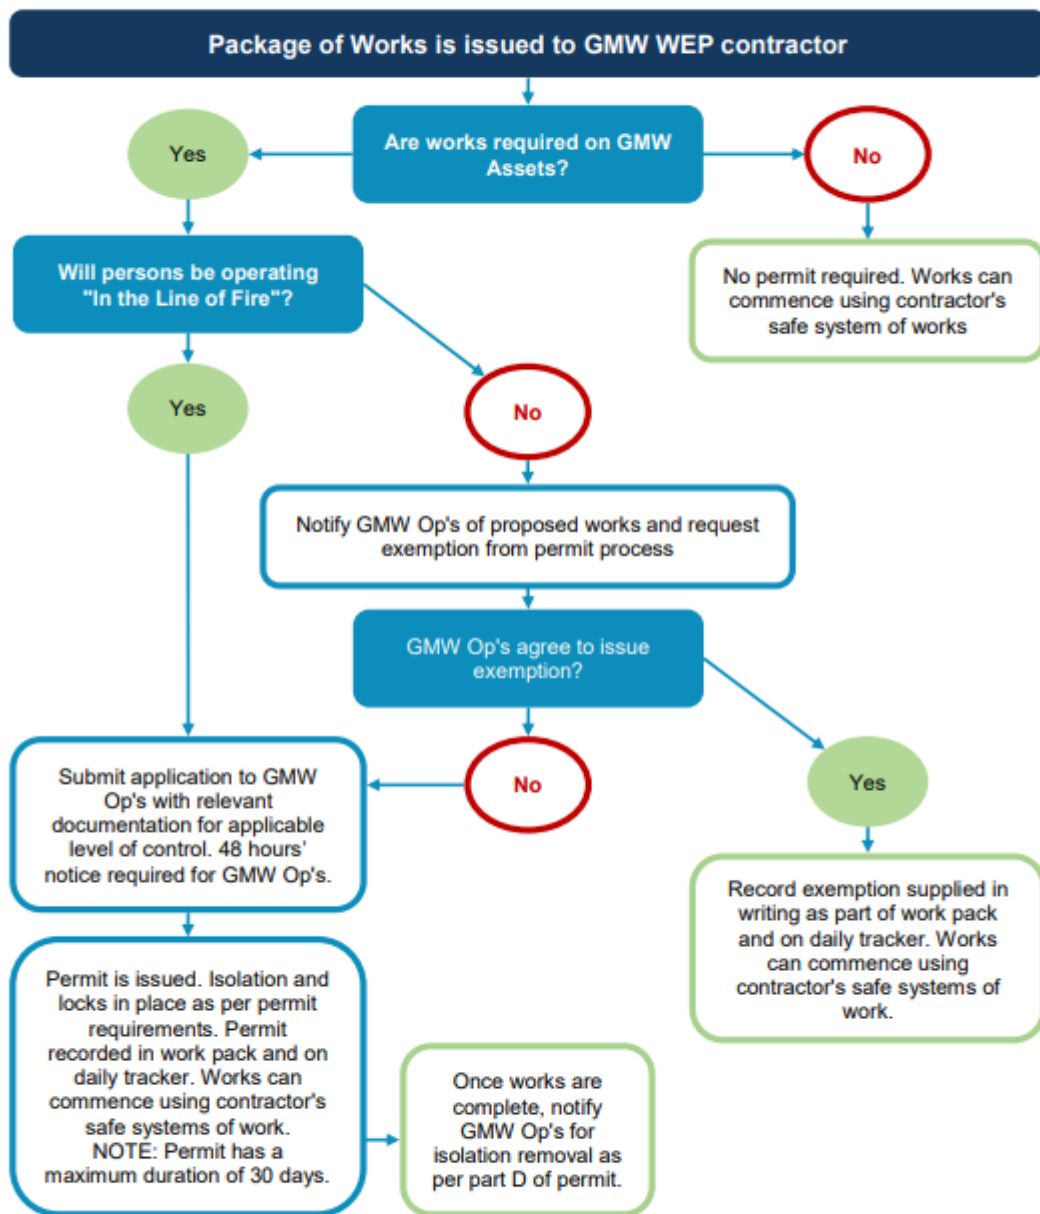 Package of Works is issued to GMW WEP contractor
Are works required on GMW
Assets?
Yes
No
Will persons be operating
"In the Line of Fire"?
No permit required. Works can
commence using contractor's
safe system of works
Yes
No
Notify GMW Op's of proposed works and request
exemption from permit process
GMW Op's agree to issue
exemption?
No
Yes
Submit application to GMW
Op's with relevant
documentation for applicable
level of control. 48 hours'
notice required for GMW Op's.
Record exemption supplied in
writing as part of work pack
and on daily tracker. Works
can commence using
contractor's safe systems of
work.
Permit is issued. Isolation and
locks in place as per permit
requirements. Permit
recorded in work pack and on
daily tracker. Works can
commence using contractor's
safe systems of work.
NOTE: Permit has a
maximum duration of 30 days.
Once works are
complete, notify
GMW Op's for
isolation removal as
per part D of permit.